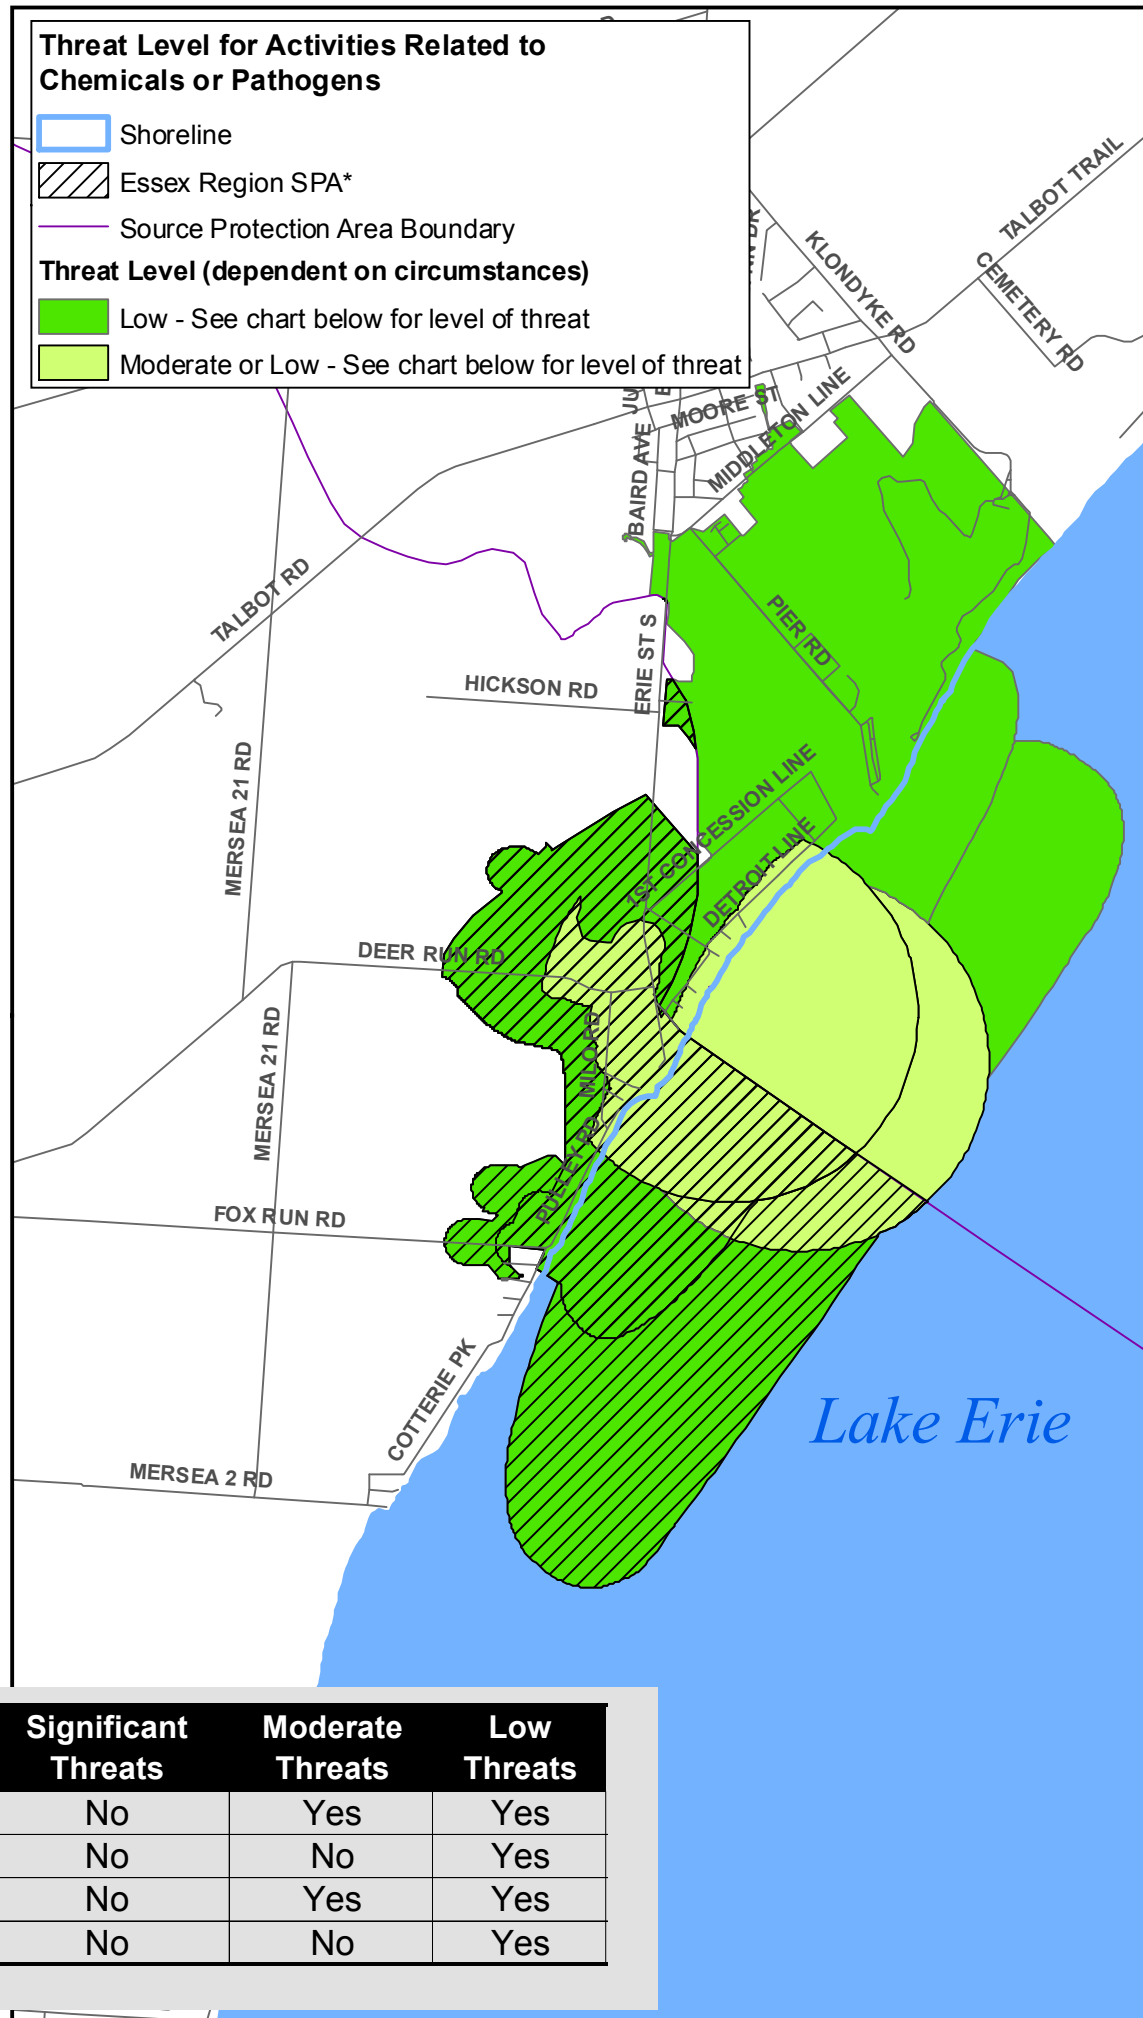 Threat Level for Activities Related to
Chemicals or Pathogens
Shoreline
Essex Region SPA*
Source Protection Area Boundary
Threat Level (dependent on circumstances)
Low - See chart below for level of threat
Moderate or Low - See chart below for level of threat
TALBOT TRAIL
KLONDYKE RD
CEMETERY RD
MOORE ST
MIDDLETON LINE
BAIRD AVE
TALBOT RD
PIER RD
ERIE ST S
HICKSON RD
MERSEA 21 RD
1ST CONCESSION LINE
DETROIT LINE
DEER RUN RD
MERSEA 21 RD
MILO RD
PULLEY RD
FOX RUN RD
COTTERIE PK
Lake Erie
MERSEA 2 RD
Significant Moderate Low
Threats Threats Threats
No Yes Yes
No No Yes
No Yes Yes
No No Yes